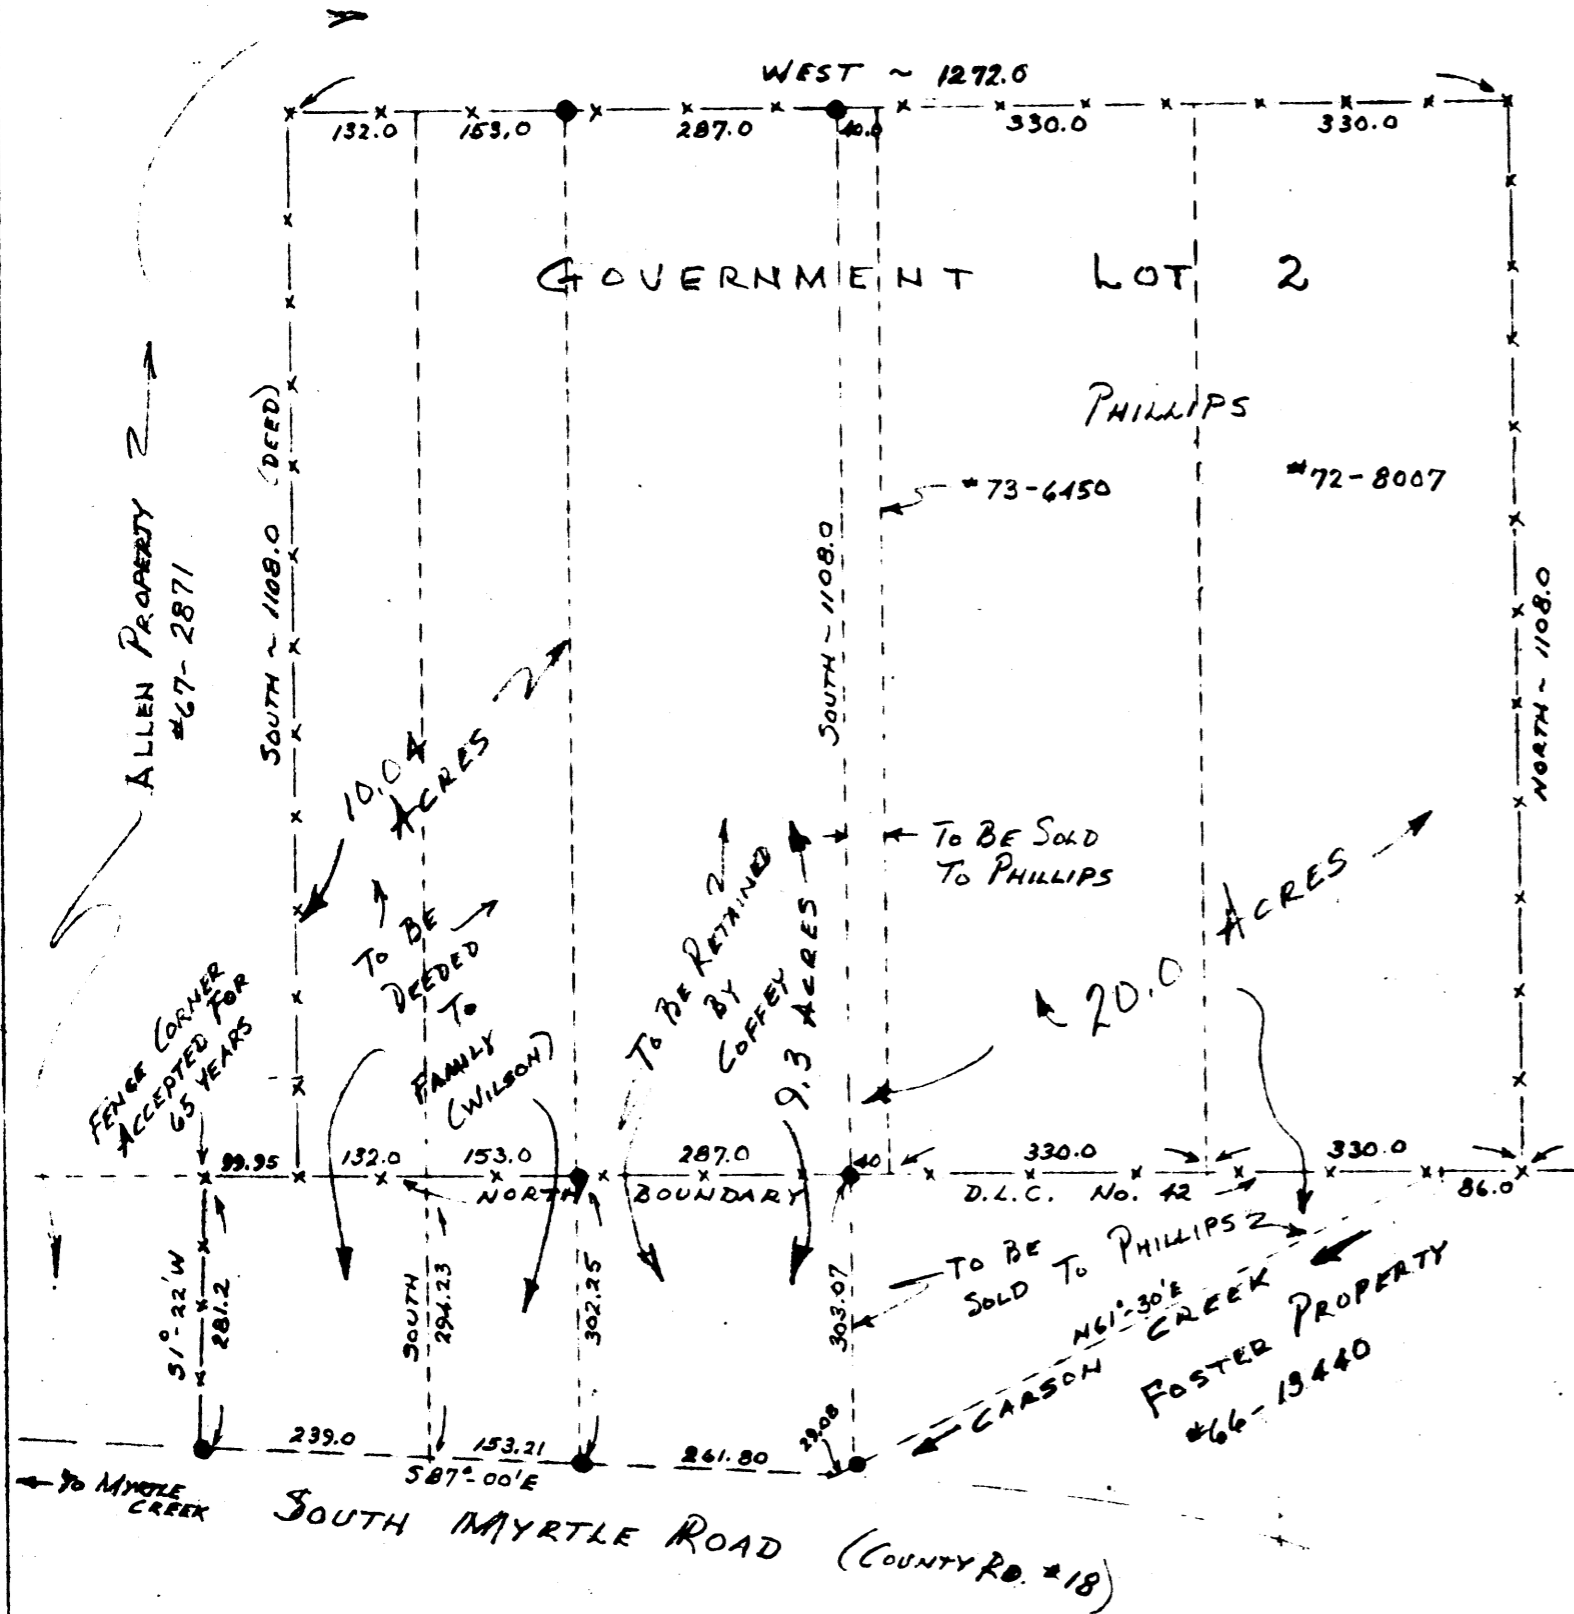 WEST ~ 1272.0
132.0 153.0 287.0 40.0 330.0 330.0
GOVERNMENT LOT 2
PHILLIPS
#73-6450
#72-8007
ALLEN PROPERTY
#67-2871
SOUTH ~ 1108.0 (DEED)
SOUTH ~ 1108.0
NORTH ~ 1108.0
10.04
ACRES
TO BE SOLD
TO PHILLIPS
20.0 ACRES
TO BE
DEEDED
TO
FAMILY
(WILSON)
TO BE RETAINED
BY
COFFEY
9.3 ACRES
FENCE CORNER
ACCEPTED FOR
65 YEARS
99.95 132.0 153.0 287.0 40 330.0 330.0
NORTH BOUNDARY D.L.C. No. 42
86.0
S1°-22'W
281.2
SOUTH
294.23
302.25
303.07
TO BE
SOLD TO PHILLIPS
N61°-30'E
CARSON CREEK
FOSTER PROPERTY
#66-13440
239.0 153.21 261.80 29.08
S87°-00'E
TO MYRTLE
CREEK
SOUTH MYRTLE ROAD (COUNTY RD. #18)